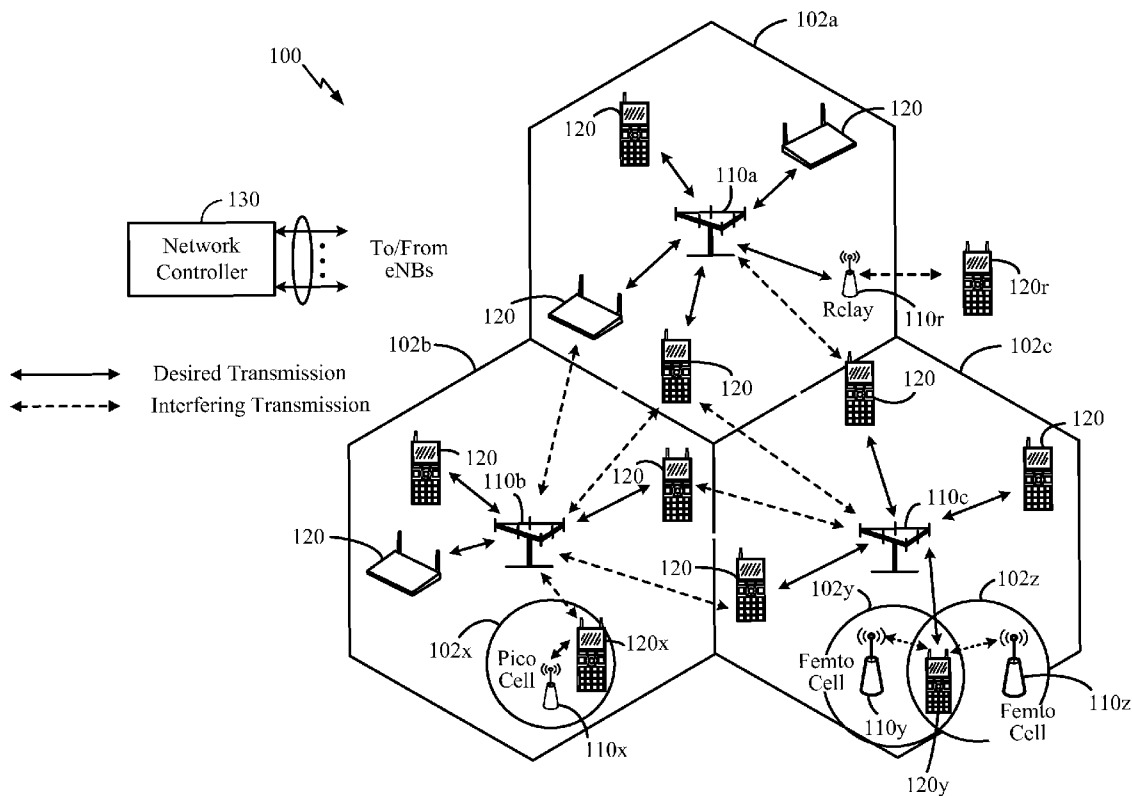 102a
100
120
120
110a
130
Network
Controller
To/From
eNBs
120r
Relay
110r
120
102b
102c
Desired Transmission
120
120
Interfering Transmission
120
120
120
110b
110c
120
120
102y
102z
102x
120x
Pico
Cell
Femto
Cell
110z
110y
Femto
Cell
110x
120y